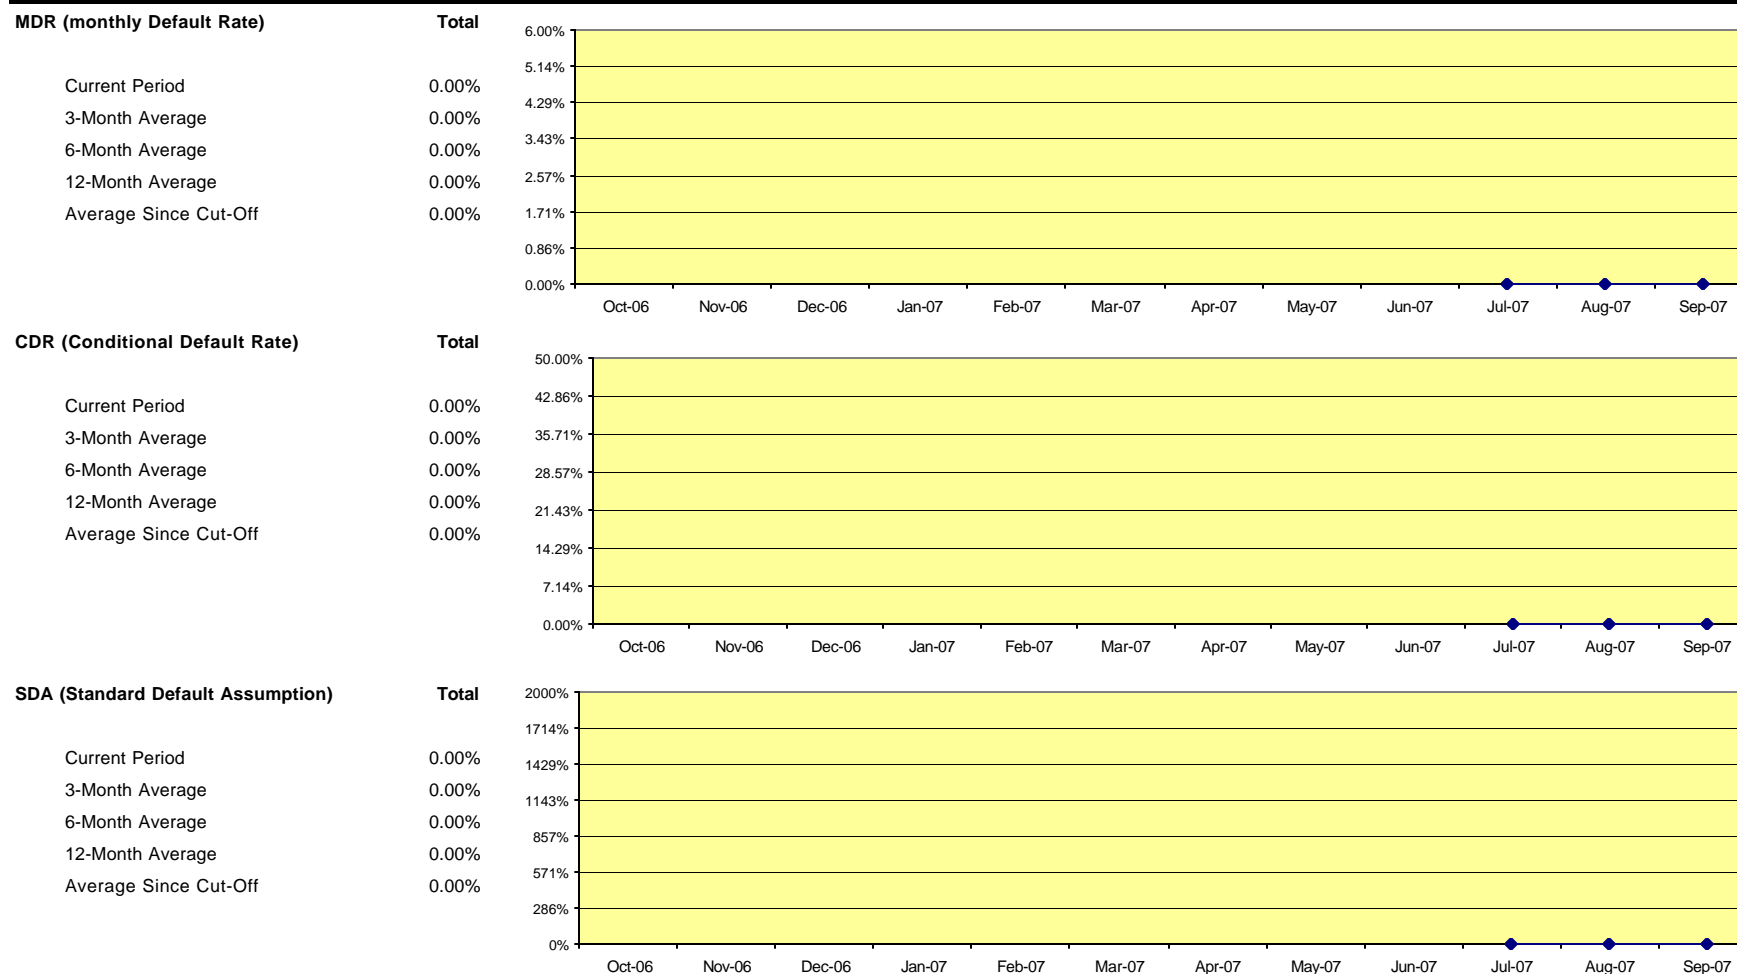 MDR (monthly Default Rate) Total
Current Period 0.00%
3-Month Average 0.00%
6-Month Average 0.00%
12-Month Average 0.00%
Average Since Cut-Off 0.00%
6.00%
5.14%
4.29%
3.43%
2.57%
1.71%
0.86%
0.00%
Oct-06 Nov-06 Dec-06 Jan-07 Feb-07 Mar-07 Apr-07 May-07 Jun-07 Jul-07 Aug-07 Sep-07
CDR (Conditional Default Rate) Total
Current Period 0.00%
3-Month Average 0.00%
6-Month Average 0.00%
12-Month Average 0.00%
Average Since Cut-Off 0.00%
50.00%
42.86%
35.71%
28.57%
21.43%
14.29%
7.14%
0.00%
Oct-06 Nov-06 Dec-06 Jan-07 Feb-07 Mar-07 Apr-07 May-07 Jun-07 Jul-07 Aug-07 Sep-07
SDA (Standard Default Assumption) Total
Current Period 0.00%
3-Month Average 0.00%
6-Month Average 0.00%
12-Month Average 0.00%
Average Since Cut-Off 0.00%
2000%
1714%
1429%
1143%
857%
571%
286%
0%
Oct-06 Nov-06 Dec-06 Jan-07 Feb-07 Mar-07 Apr-07 May-07 Jun-07 Jul-07 Aug-07 Sep-07